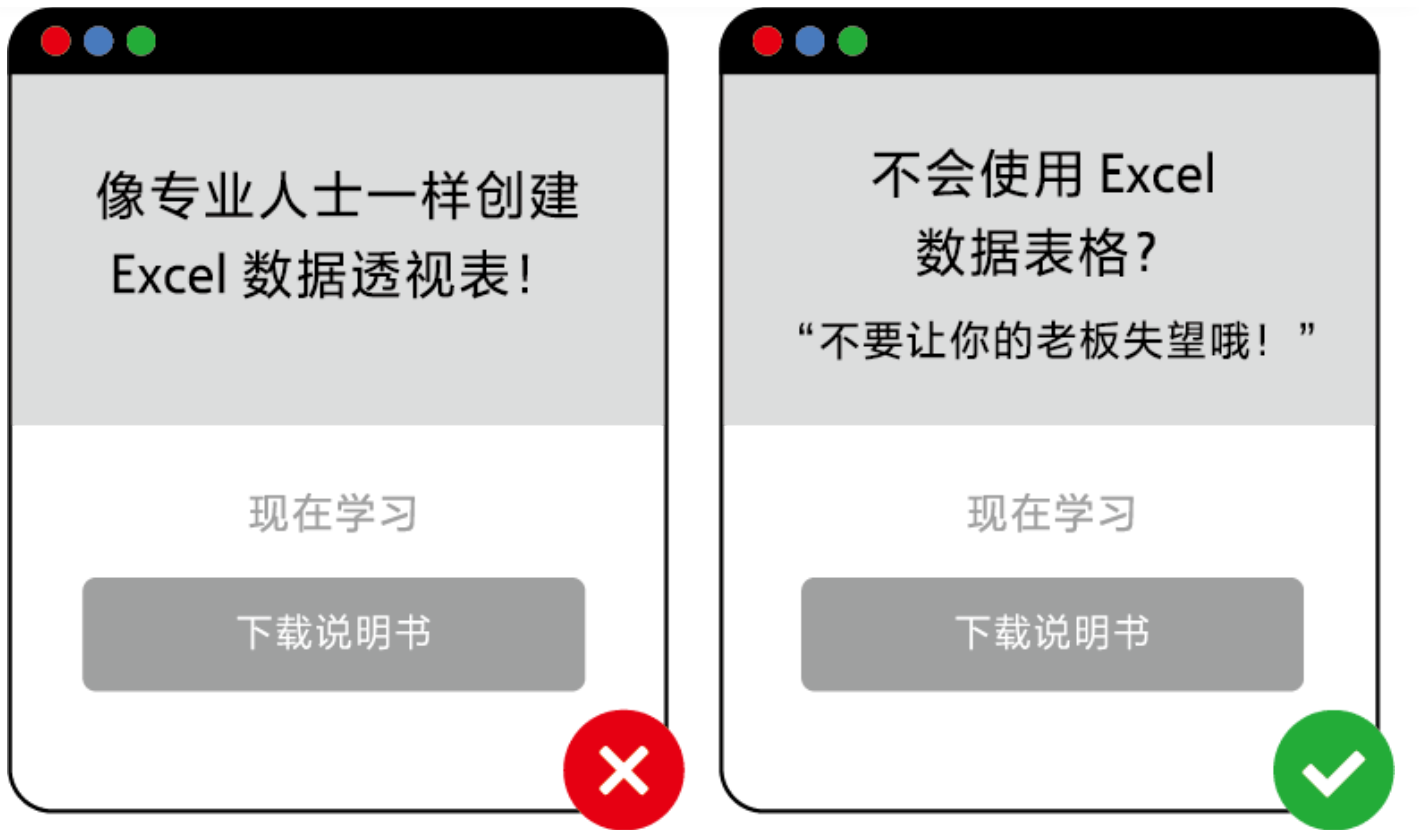 像专业人士一样创建
Excel 数据透视表！
现在学习
下载说明书
不会使用 Excel
数据表格？
“不要让你的老板失望哦！”
现在学习
下载说明书